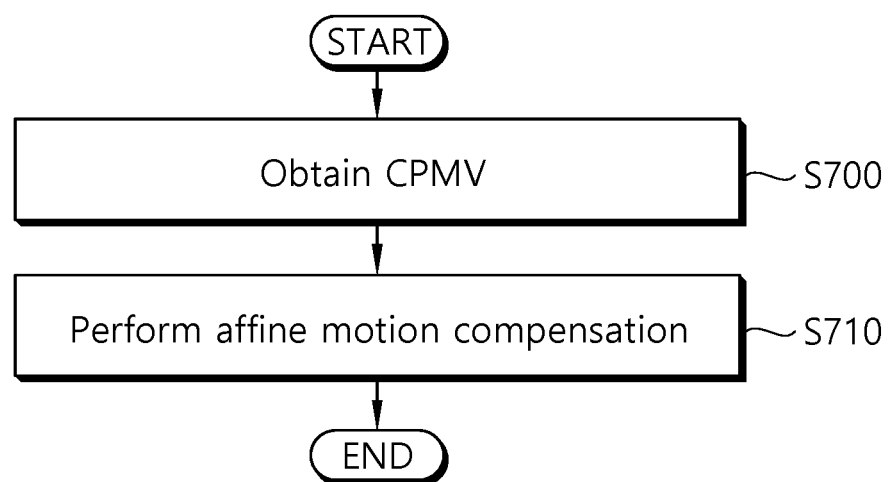 START
Obtain CPMV
S700
Perform affine motion compensation
S710
END